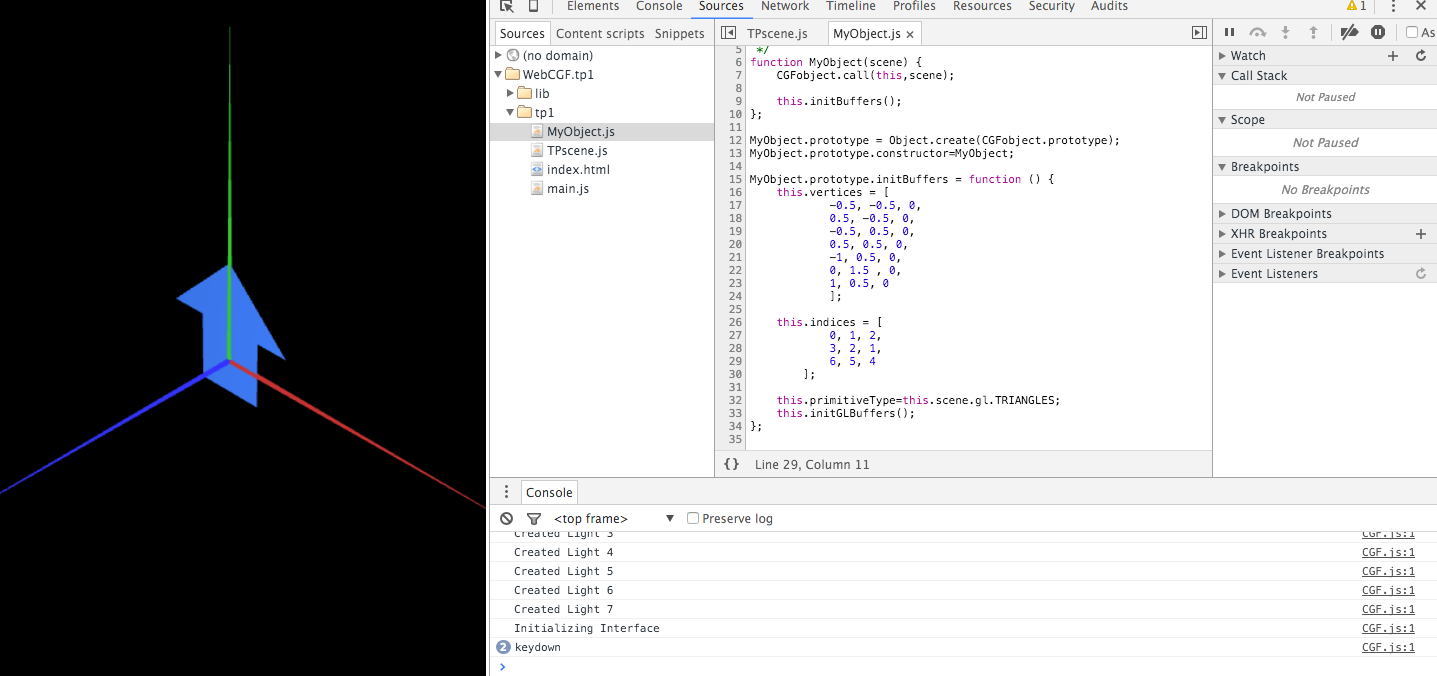 Elements Console Sources Network Timeline Profiles Resources Security Audits 1
Sources Content scripts Snippets TPscene.js MyObject.js × As
(no domain)
WebCGF.tp1
lib
tp1
MyObject.js
TPscene.js
index.html
main.js
5 */
6 function MyObject(scene) {
7 CGFobject.call(this,scene);
8
9 this.initBuffers();
10 };
11
12 MyObject.prototype = Object.create(CGFobject.prototype);
13 MyObject.prototype.constructor=MyObject;
14
15 MyObject.prototype.initBuffers = function () {
16 this.vertices = [
17 -0.5, -0.5, 0,
18 0.5, -0.5, 0,
19 -0.5, 0.5, 0,
20 0.5, 0.5, 0,
21 -1, 0.5, 0,
22 0, 1.5 , 0,
23 1, 0.5, 0
24 ];
25
26 this.indices = [
27 0, 1, 2,
28 3, 2, 1,
29 6, 5, 4
30 ];
31
32 this.primitiveType=this.scene.gl.TRIANGLES;
33 this.initGLBuffers();
34 };
35
{} Line 29, Column 11
Watch
Call Stack
Not Paused
Scope
Not Paused
Breakpoints
No Breakpoints
DOM Breakpoints
XHR Breakpoints
Event Listener Breakpoints
Event Listeners
Console
<top frame> Preserve log
Created Light 3 CGF.js:1
Created Light 4 CGF.js:1
Created Light 5 CGF.js:1
Created Light 6 CGF.js:1
Created Light 7 CGF.js:1
Initializing Interface CGF.js:1
2 keydown CGF.js:1